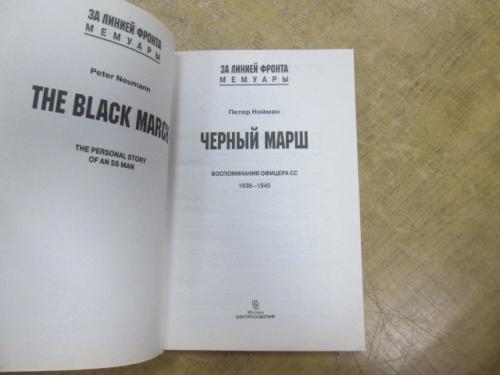 ЗА ЛИНИЕЙ ФРОНТА
МЕМУАРЫ
Peter Neumann
THE BLACK MARCH
THE PERSONAL STORY
OF AN SS MAN
ЗА ЛИНИЕЙ ФРОНТА
МЕМУАРЫ
Петер Нойман
ЧЕРНЫЙ МАРШ
ВОСПОМИНАНИЯ ОФИЦЕРА СС
1938–1945
Москва
ЦЕНТРПОЛИГРАФ